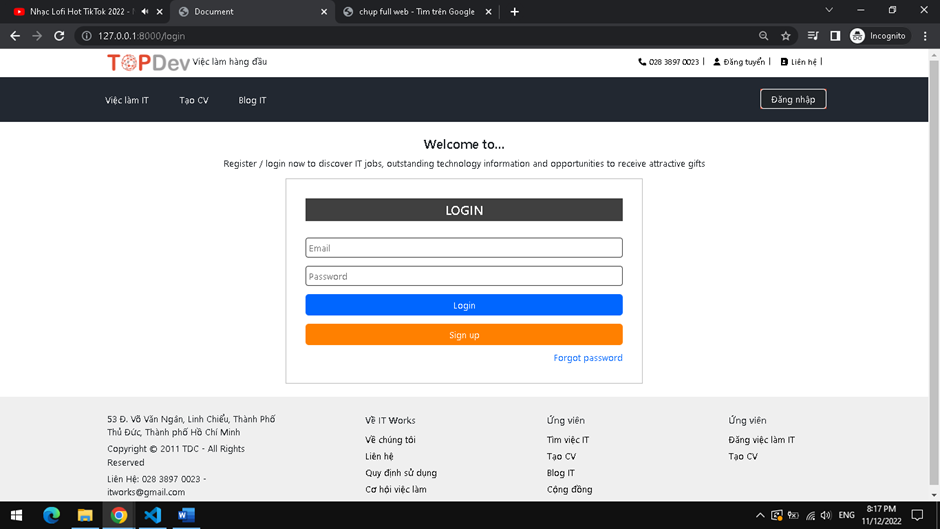 Nhạc Lofi Hot TikTok 2022 - N
Document
chụp full web - Tìm trên Google
127.0.0.1:8000/login
Incognito
TOPDev Việc làm hàng đầu
028 3897 0023 |
Đăng tuyển |
Liên hệ |
Việc làm IT
Tạo CV
Blog IT
Đăng nhập
Welcome to...
Register / login now to discover IT jobs, outstanding technology information and opportunities to receive attractive gifts
LOGIN
Email
Password
Login
Sign up
Forgot password
53 Đ. Võ Văn Ngân, Linh Chiểu, Thành Phố
Thủ Đức, Thành phố Hồ Chí Minh
Copyright © 2011 TDC - All Rights
Reserved
Liên Hệ: 028 3897 0023 -
itworks@gmail.com
Về IT Works
Về chúng tôi
Liên hệ
Quy định sử dụng
Cơ hội việc làm
Ứng viên
Tìm việc IT
Tạo CV
Blog IT
Cộng đồng
Ứng viên
Đăng việc làm IT
Tạo CV
ENG
8:17 PM
11/12/2022